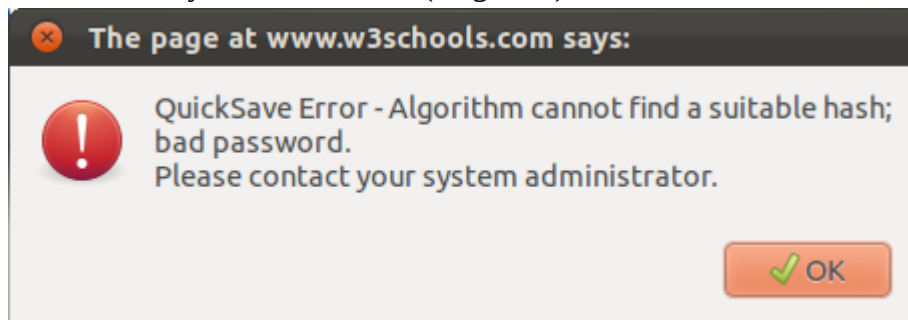 The page at www.w3schools.com says:
QuickSave Error - Algorithm cannot find a suitable hash;
bad password.
Please contact your system administrator.
OK